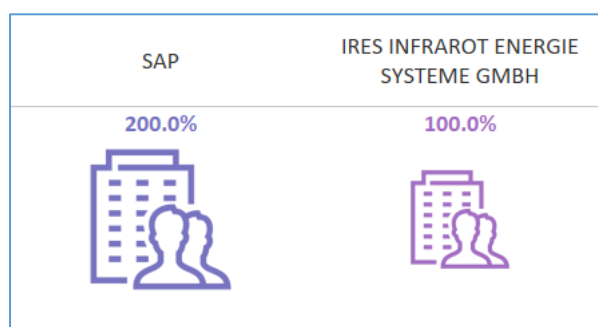 SAP
IRES INFRAROT ENERGIE
SYSTEME GMBH
200.0%
100.0%